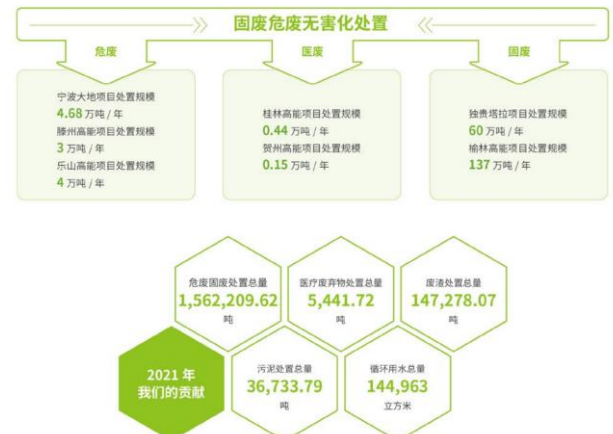 固废危废无害化处置
危废
医废
固废
宁波大地项目处置规模
4.68 万吨 / 年
滕州高能项目处置规模
3 万吨 / 年
乐山高能项目处置规模
4 万吨 / 年
桂林高能项目处置规模
0.44 万吨 / 年
贺州高能项目处置规模
0.15 万吨 / 年
独贵塔拉项目处置规模
60 万吨 / 年
榆林高能项目处置规模
137 万吨 / 年
危废固废处置总量
1,562,209.62
吨
医疗废弃物处置总量
5,441.72
吨
废渣处置总量
147,278.07
吨
2021 年
我们的贡献
污泥处置总量
36,733.79
吨
循环用水总量
144,963
立方米